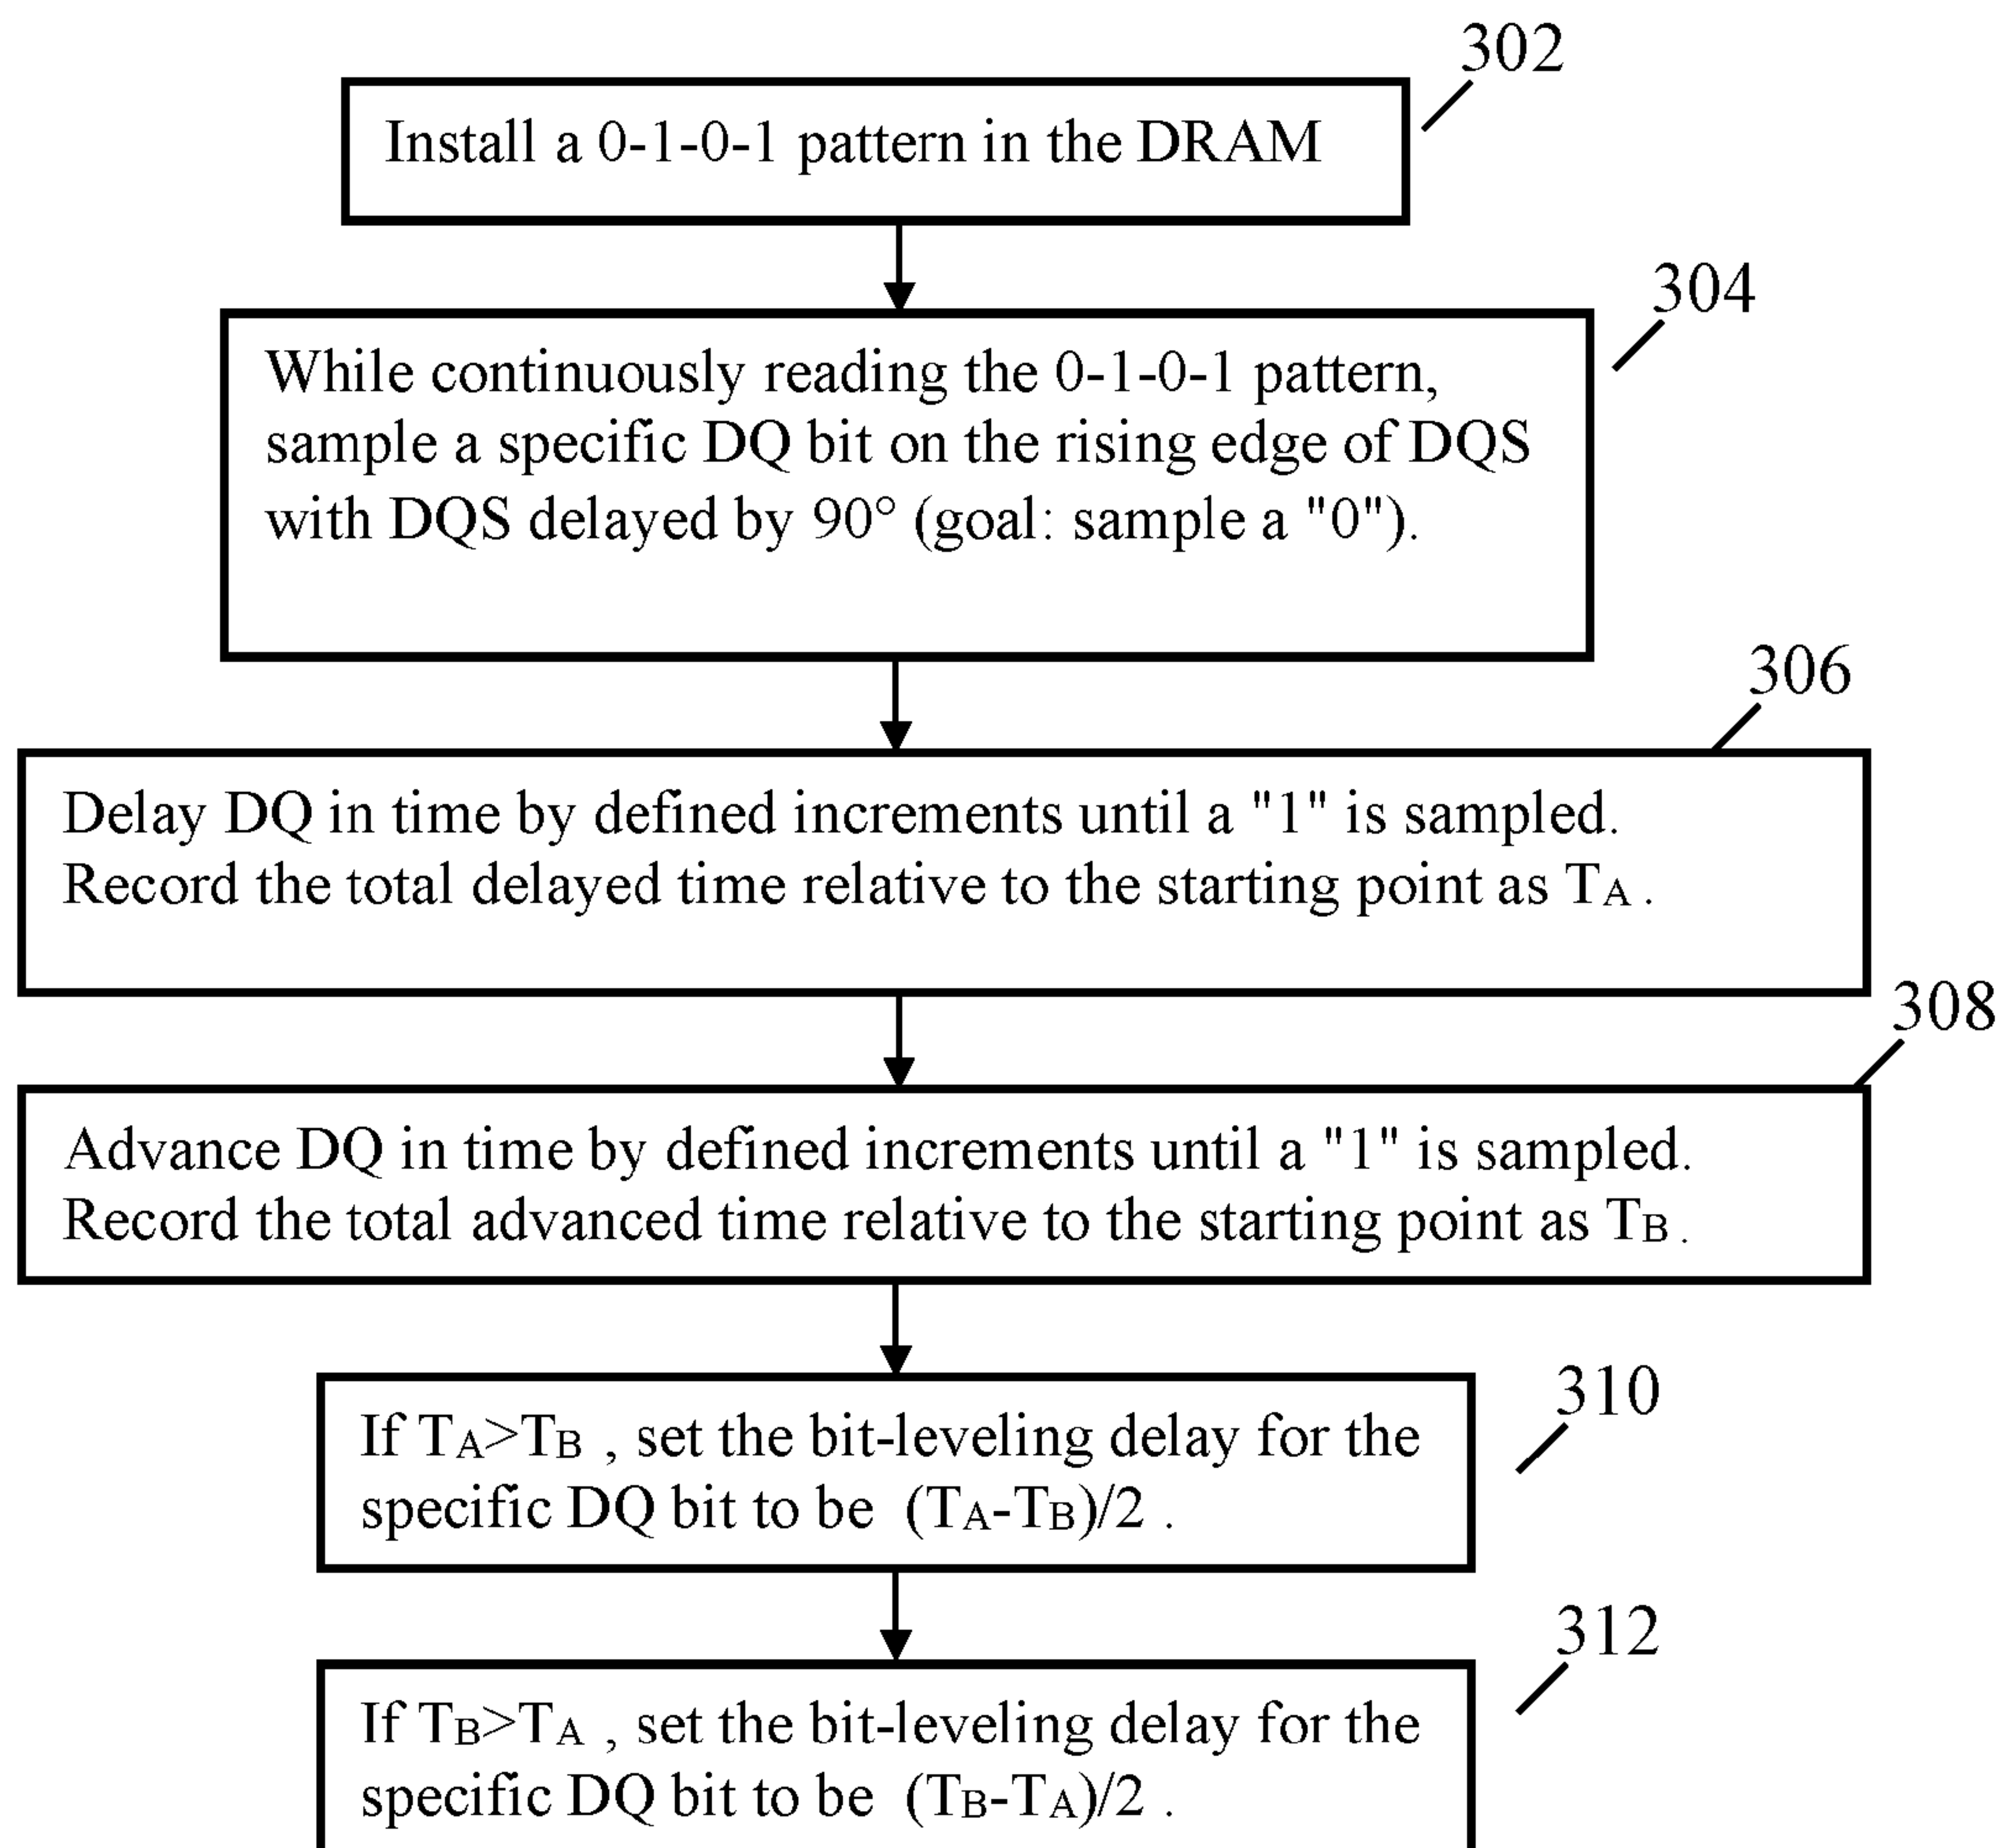 302
Install a 0-1-0-1 pattern in the DRAM
304
While continuously reading the 0-1-0-1 pattern,
sample a specific DQ bit on the rising edge of DQS
with DQS delayed by 90° (goal: sample a "0").
306
Delay DQ in time by defined increments until a "1" is sampled.
Record the total delayed time relative to the starting point as TA .
308
Advance DQ in time by defined increments until a "1" is sampled.
Record the total advanced time relative to the starting point as TB .
310
If TA>TB , set the bit-leveling delay for the
specific DQ bit to be (TA-TB)/2 .
312
If TB>TA , set the bit-leveling delay for the
specific DQ bit to be (TB-TA)/2 .